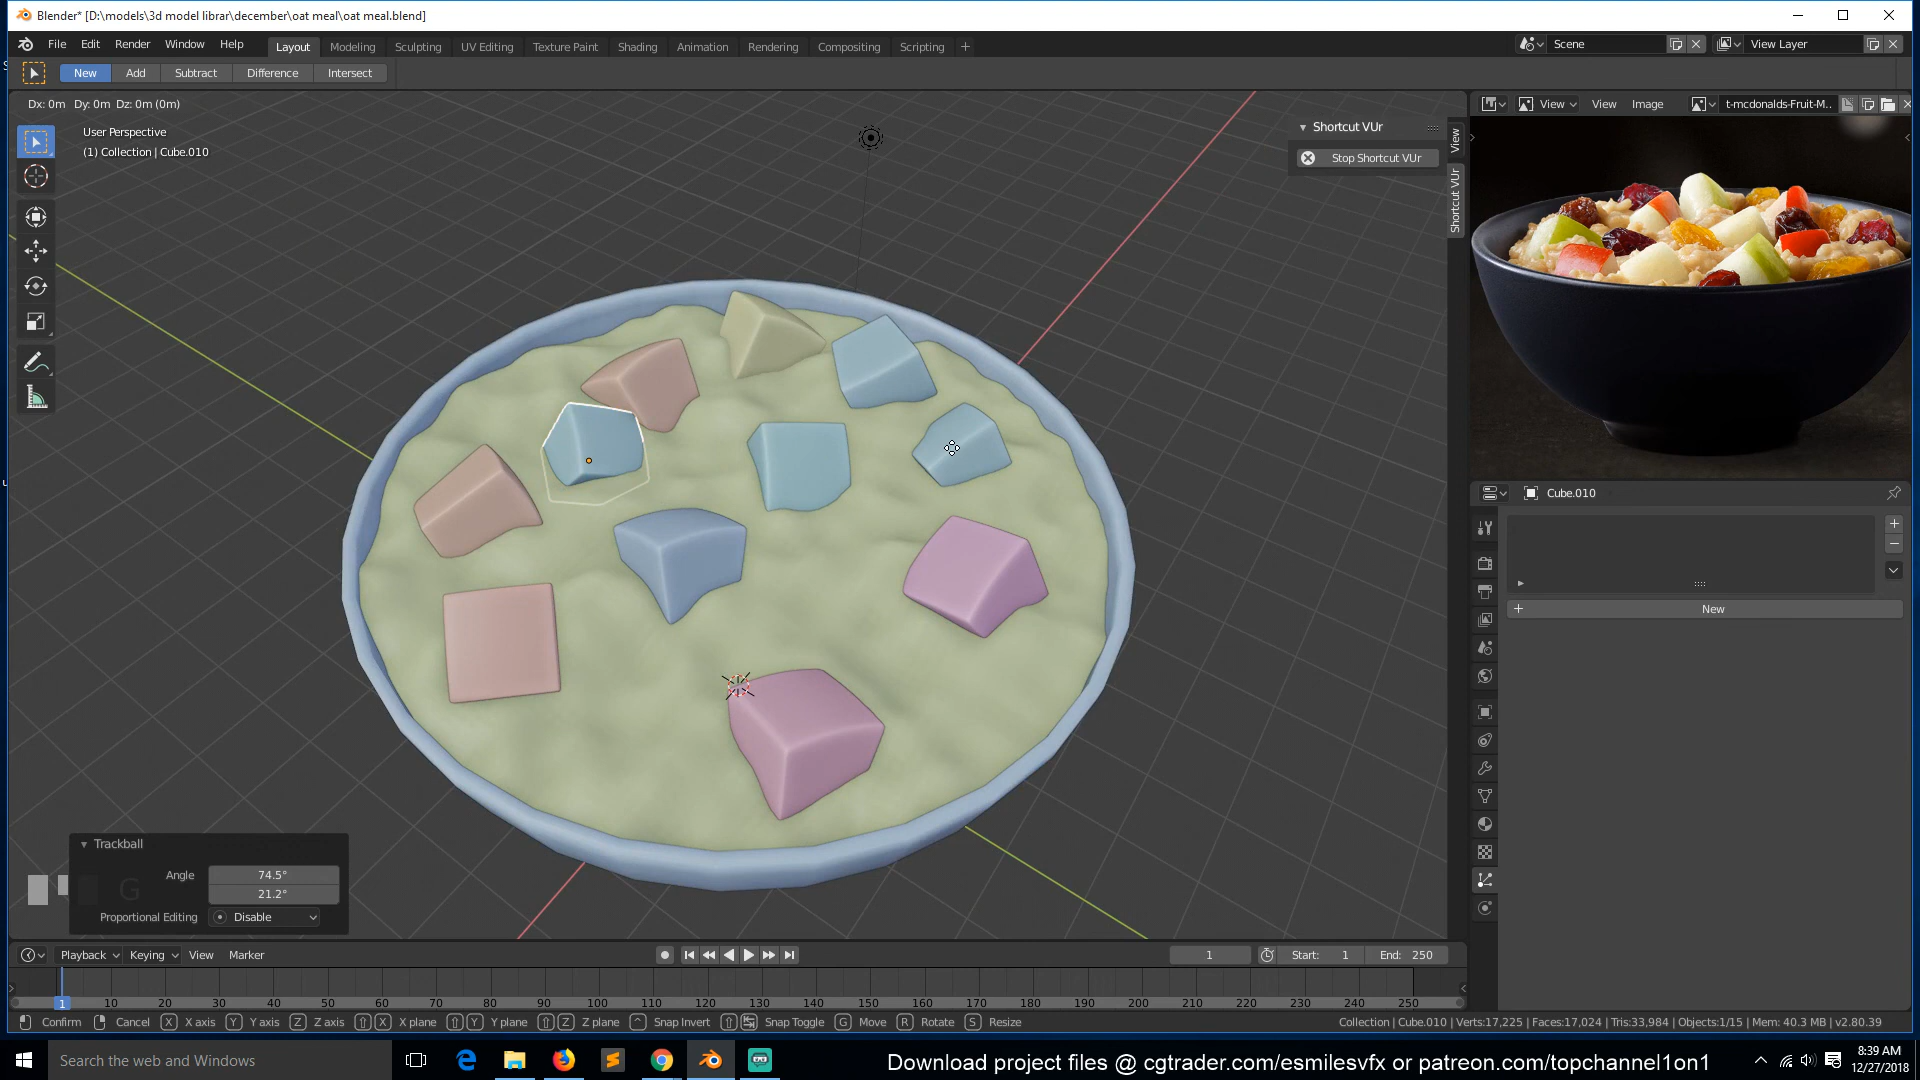 Blender* [D:\models\3d model librar\december\oat meal\oat meal.blend]
File Edit Render Window Help Layout Modeling Sculpting UV Editing Texture Paint Shading Animation Rendering Compositing Scripting + Scene View Layer
New Add Subtract Difference Intersect
Dx: 0m Dy: 0m Dz: 0m (0m)
View View Image t-mcdonalds-Fruit-M..
User Perspective
(1) Collection | Cube.010
Shortcut VUr
Stop Shortcut VUr
View
Shortcut VUr
Cube.010
New
Trackball
Angle 74.5°
21.2°
G
Proportional Editing Disable
Playback Keying View Marker 1 Start: 1 End: 250
1 10 20 30 40 50 60 70 80 90 100 110 120 130 140 150 160 170 180 190 200 210 220 230 240 250
Confirm Cancel X X axis Y Y axis Z Z axis X X plane Y Y plane Z Z plane ^ Snap Invert Snap Toggle G Move R Rotate S Resize Collection | Cube.010 | Verts:17,225 | Faces:17,024 | Tris:33,984 | Objects:1/15 | Mem: 40.3 MB | v2.80.39
Search the web and Windows
Download project files @ cgtrader.com/esmilesvfx or patreon.com/topchannel1on1
8:39 AM
12/27/2018